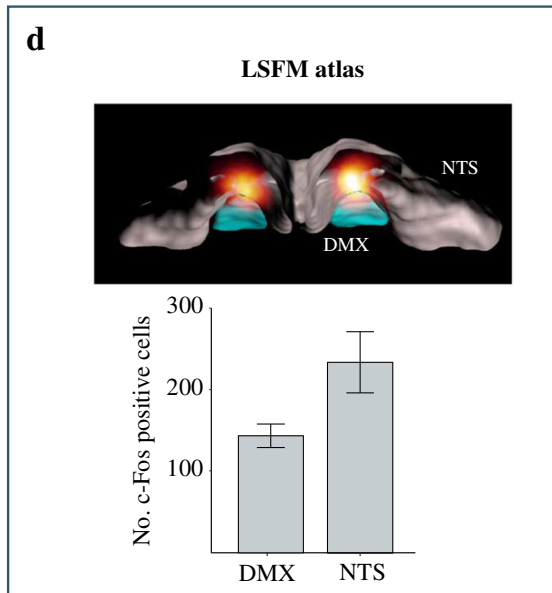 d
LSFM atlas
NTS
DMX
No. c-Fos positive cells
300
200
100
DMX NTS